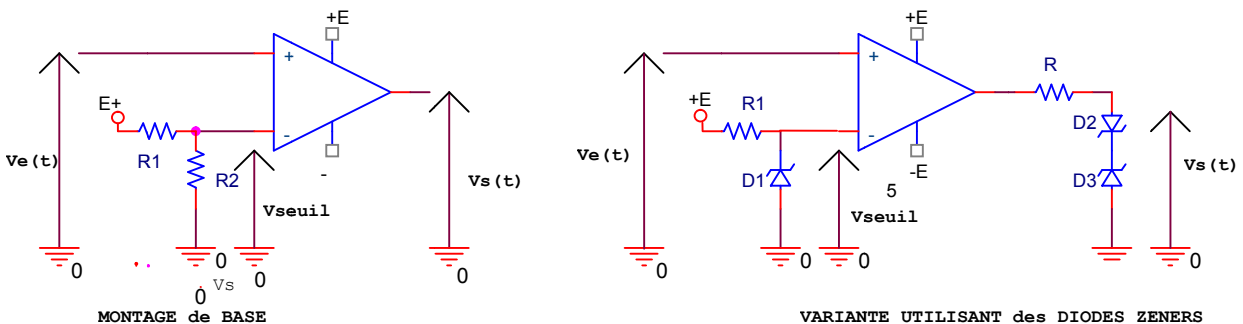 +E
+
E+
-
R1
R2
-
Ve(t)
Vseuil
Vs(t)
0
0
0
0
0
Vs
MONTAGE de BASE
+E
+
R
+E
R1
-
D2
-E
D1
D3
5
Ve(t)
Vseuil
Vs(t)
0
0
0
0
0
VARIANTE UTILISANT des DIODES ZENERS